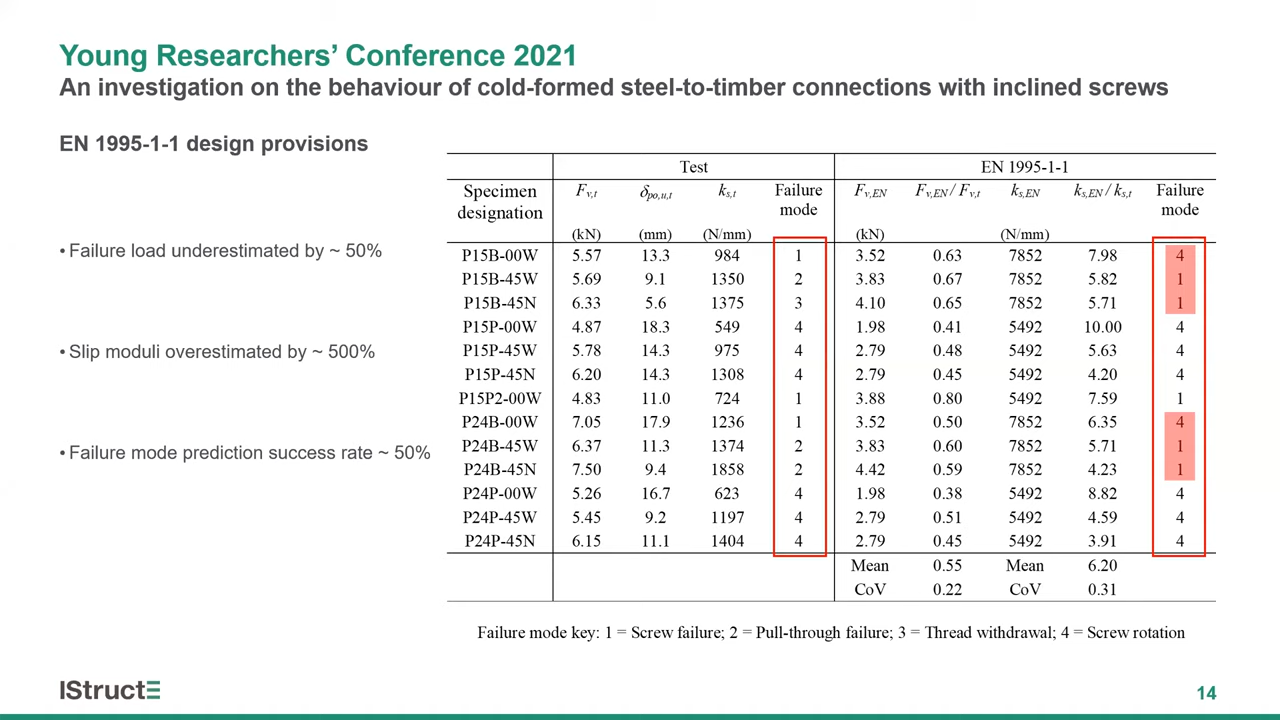 Young Researchers’ Conference 2021
An investigation on the behaviour of cold-formed steel-to-timber connections with inclined screws
EN 1995-1-1 design provisions
• Failure load underestimated by ~ 50%
• Slip moduli overestimated by ~ 500%
• Failure mode prediction success rate ~ 50%
Test EN 1995-1-1
Specimen designation Fv,t δpo,u,t ks,t Failure mode Fv,EN Fv,EN / Fv,t ks,EN ks,EN / ks,t Failure mode
(kN) (mm) (N/mm) (kN) (N/mm)
P15B-00W 5.57 13.3 984 1 3.52 0.63 7852 7.98 4
P15B-45W 5.69 9.1 1350 2 3.83 0.67 7852 5.82 1
P15B-45N 6.33 5.6 1375 3 4.10 0.65 7852 5.71 1
P15P-00W 4.87 18.3 549 4 1.98 0.41 5492 10.00 4
P15P-45W 5.78 14.3 975 4 2.79 0.48 5492 5.63 4
P15P-45N 6.20 14.3 1308 4 2.79 0.45 5492 4.20 4
P15P2-00W 4.83 11.0 724 1 3.88 0.80 5492 7.59 1
P24B-00W 7.05 17.9 1236 1 3.52 0.50 7852 6.35 4
P24B-45W 6.37 11.3 1374 2 3.83 0.60 7852 5.71 1
P24B-45N 7.50 9.4 1858 2 4.42 0.59 7852 4.23 1
P24P-00W 5.26 16.7 623 4 1.98 0.38 5492 8.82 4
P24P-45W 5.45 9.2 1197 4 2.79 0.51 5492 4.59 4
P24P-45N 6.15 11.1 1404 4 2.79 0.45 5492 3.91 4
Mean 0.55 Mean 6.20
CoV 0.22 CoV 0.31
Failure mode key: 1 = Screw failure; 2 = Pull-through failure; 3 = Thread withdrawal; 4 = Screw rotation
IStructE
14